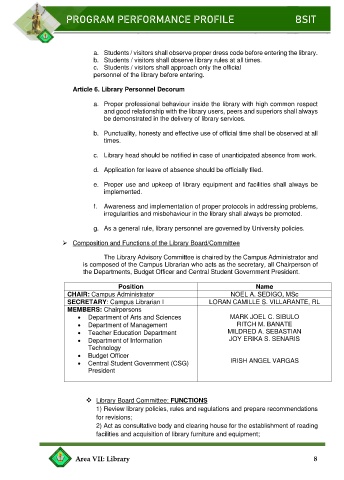 PROGRAM PERFORMANCE PROFILE BSIT
a. Students / visitors shall observe proper dress code before entering the library.
b. Students / visitors shall observe library rules at all times.
c. Students / visitors shall approach only the official
personnel of the library before entering.
Article 6. Library Personnel Decorum
a. Proper professional behaviour inside the library with high common respect
and good relationship with the library users, peers and superiors shall always
be demonstrated in the delivery of library services.
b. Punctuality, honesty and effective use of official time shall be observed at all
times.
c. Library head should be notified in case of unanticipated absence from work.
d. Application for leave of absence should be officially filed.
e. Proper use and upkeep of library equipment and facilities shall always be
implemented.
f. Awareness and implementation of proper protocols in addressing problems,
irregularities and misbehaviour in the library shall always be promoted.
g. As a general rule, library personnel are governed by University policies.
➢ Composition and Functions of the Library Board/Committee
The Library Advisory Committee is chaired by the Campus Administrator and
is composed of the Campus Librarian who acts as the secretary, all Chairperson of
the Departments, Budget Officer and Central Student Government President.
Position Name
CHAIR: Campus Administrator NOEL A. SEDIGO, MSc
SECRETARY: Campus Librarian I LORAN CAMILLE S. VILLARANTE, RL
MEMBERS: Chairpersons
• Department of Arts and Sciences MARK JOEL C. SIBULO
• Department of Management RITCH M. BANATE
• Teacher Education Department MILDRED A. SEBASTIAN
• Department of Information JOY ERIKA S. SENARIS
Technology
• Budget Officer
• Central Student Government (CSG) IRISH ANGEL VARGAS
President
❖ Library Board Committee: FUNCTIONS
1) Review library policies, rules and regulations and prepare recommendations
for revisions;
2) Act as consultative body and clearing house for the establishment of reading
facilities and acquisition of library furniture and equipment;
Area VII: Library 8